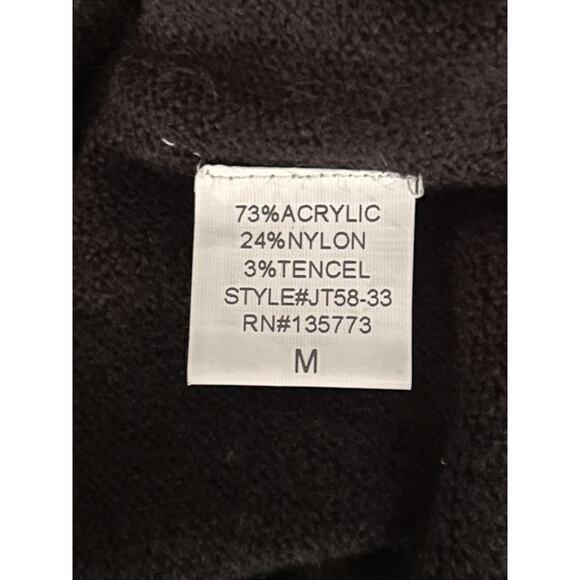 73%ACRYLIC
24%NYLON
3%TENCEL
STYLE#JT58-33
RN#135773
M